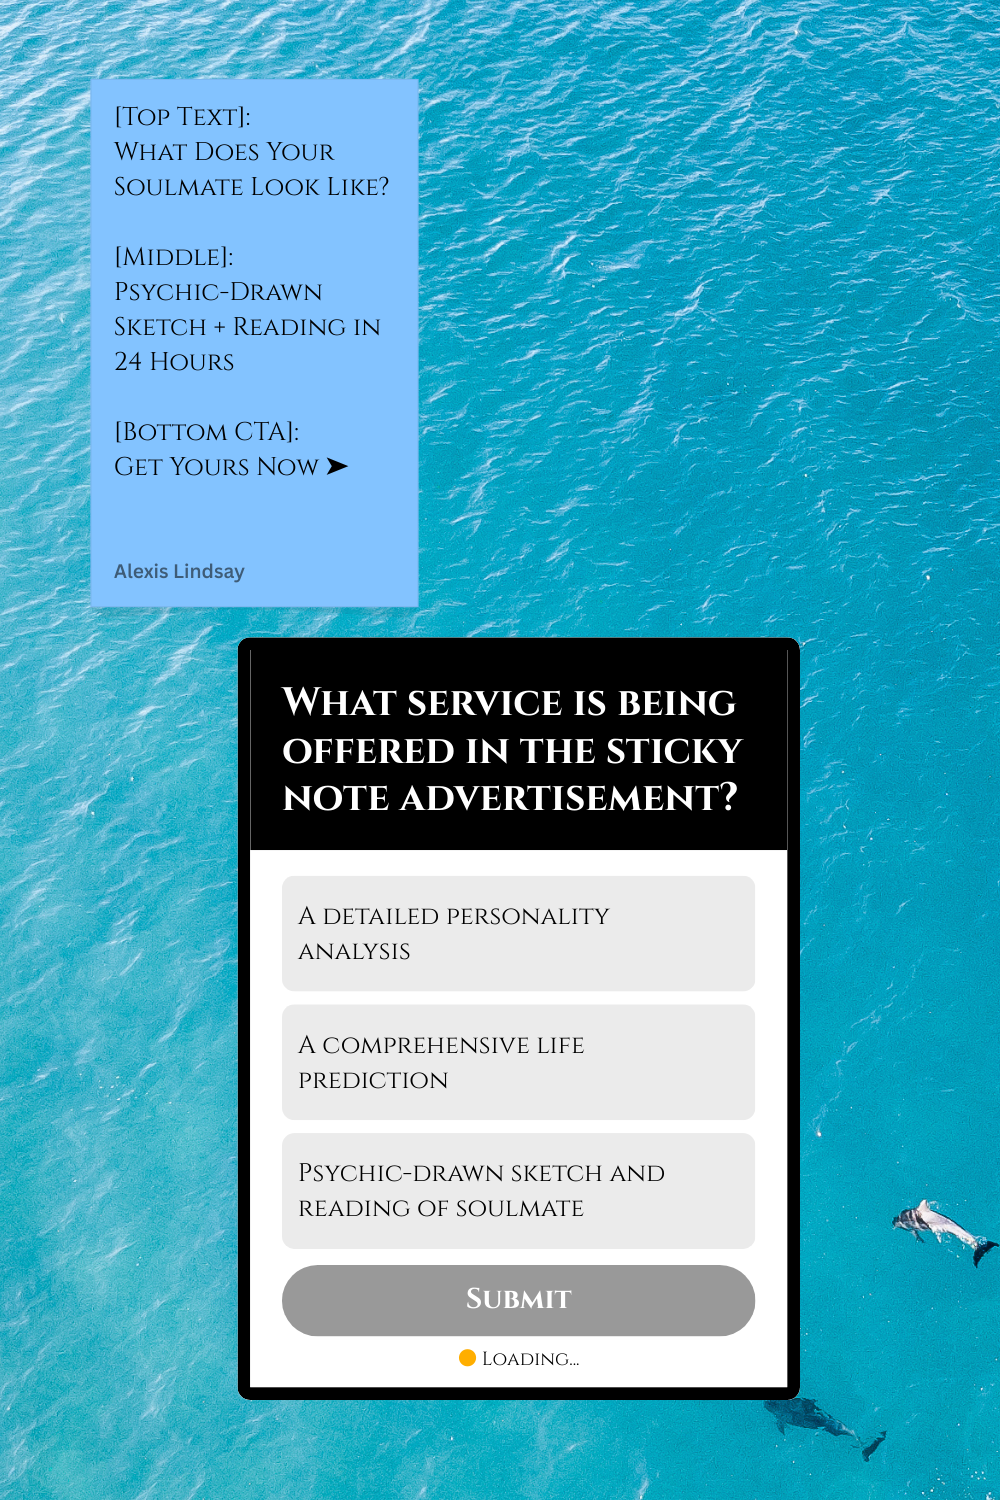 [Top Text]:
What Does Your
Soulmate Look Like?
[Middle]:
Psychic-Drawn
Sketch + Reading in
24 Hours
[Bottom CTA]:
Get Yours Now ➤
Alexis Lindsay
What service is being
offered in the sticky
note advertisement?
A detailed personality
analysis
A comprehensive life
prediction
Psychic-drawn sketch and
reading of soulmate
Submit
Loading...